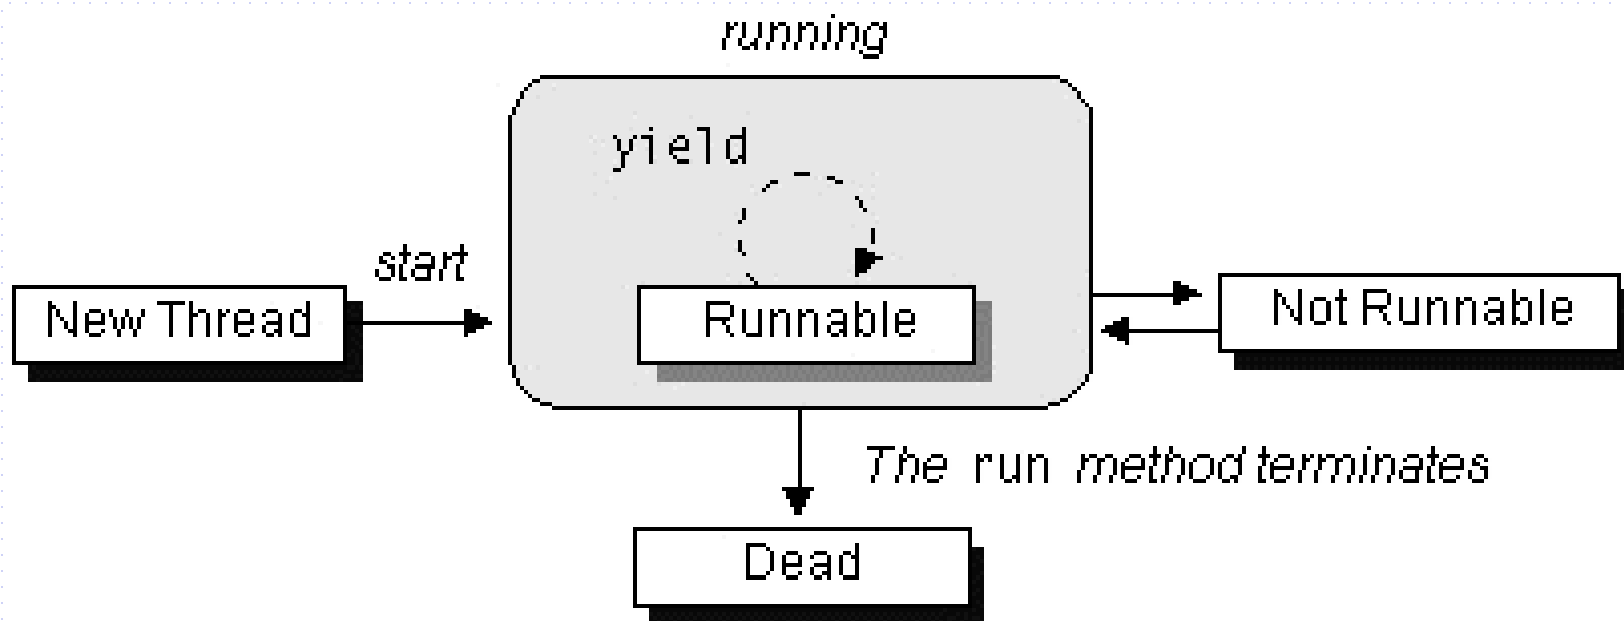 running
yield
start
New Thread
Runnable
Not Runnable
The run method terminates
Dead